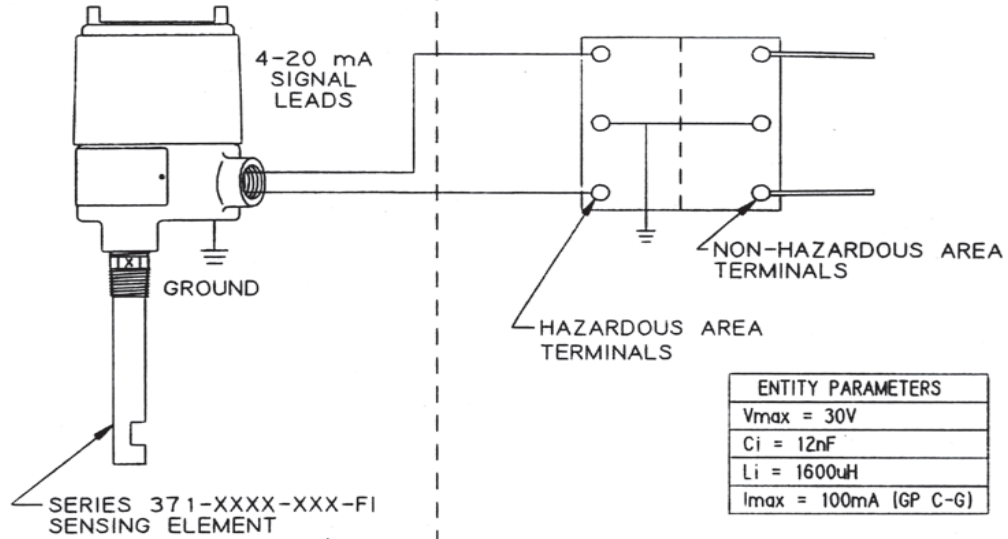 4-20 mA
SIGNAL
LEADS
GROUND
NON-HAZARDOUS AREA
TERMINALS
HAZARDOUS AREA
TERMINALS
ENTITY PARAMETERS
Vmax = 30V
Ci = 12nF
Li = 1600uH
Imax = 100mA (GP C-G)
SERIES 371-XXXX-XXX-FI
SENSING ELEMENT